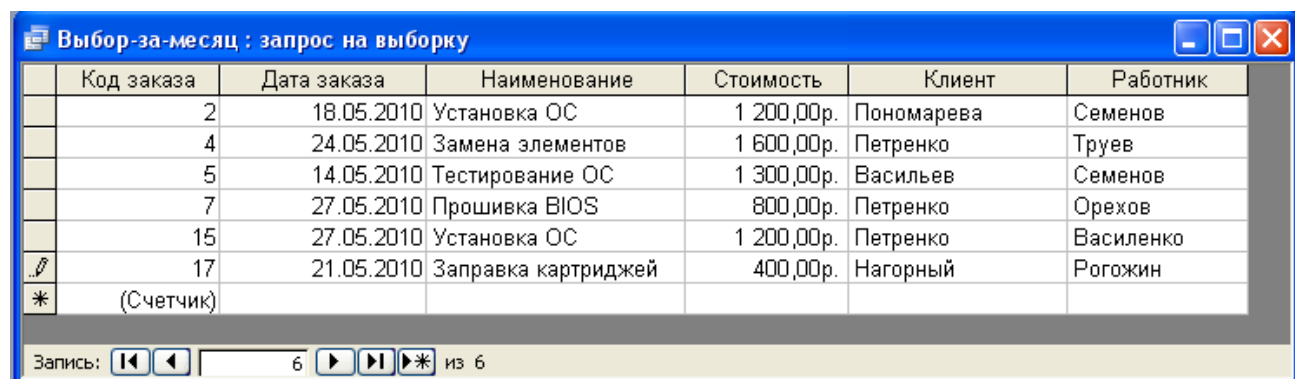 Выбор-за-месяц : запрос на выборку
Код заказа Дата заказа Наименование Стоимость Клиент Работник
2 18.05.2010 Установка ОС 1 200,00р. Пономарева Семенов
4 24.05.2010 Замена элементов 1 600,00р. Петренко Труев
5 14.05.2010 Тестирование ОС 1 300,00р. Васильев Семенов
7 27.05.2010 Прошивка BIOS 800,00р. Петренко Орехов
15 27.05.2010 Установка ОС 1 200,00р. Петренко Василенко
17 21.05.2010 Заправка картриджей 400,00р. Нагорный Рогожин
(Счетчик)
Запись: 6 из 6